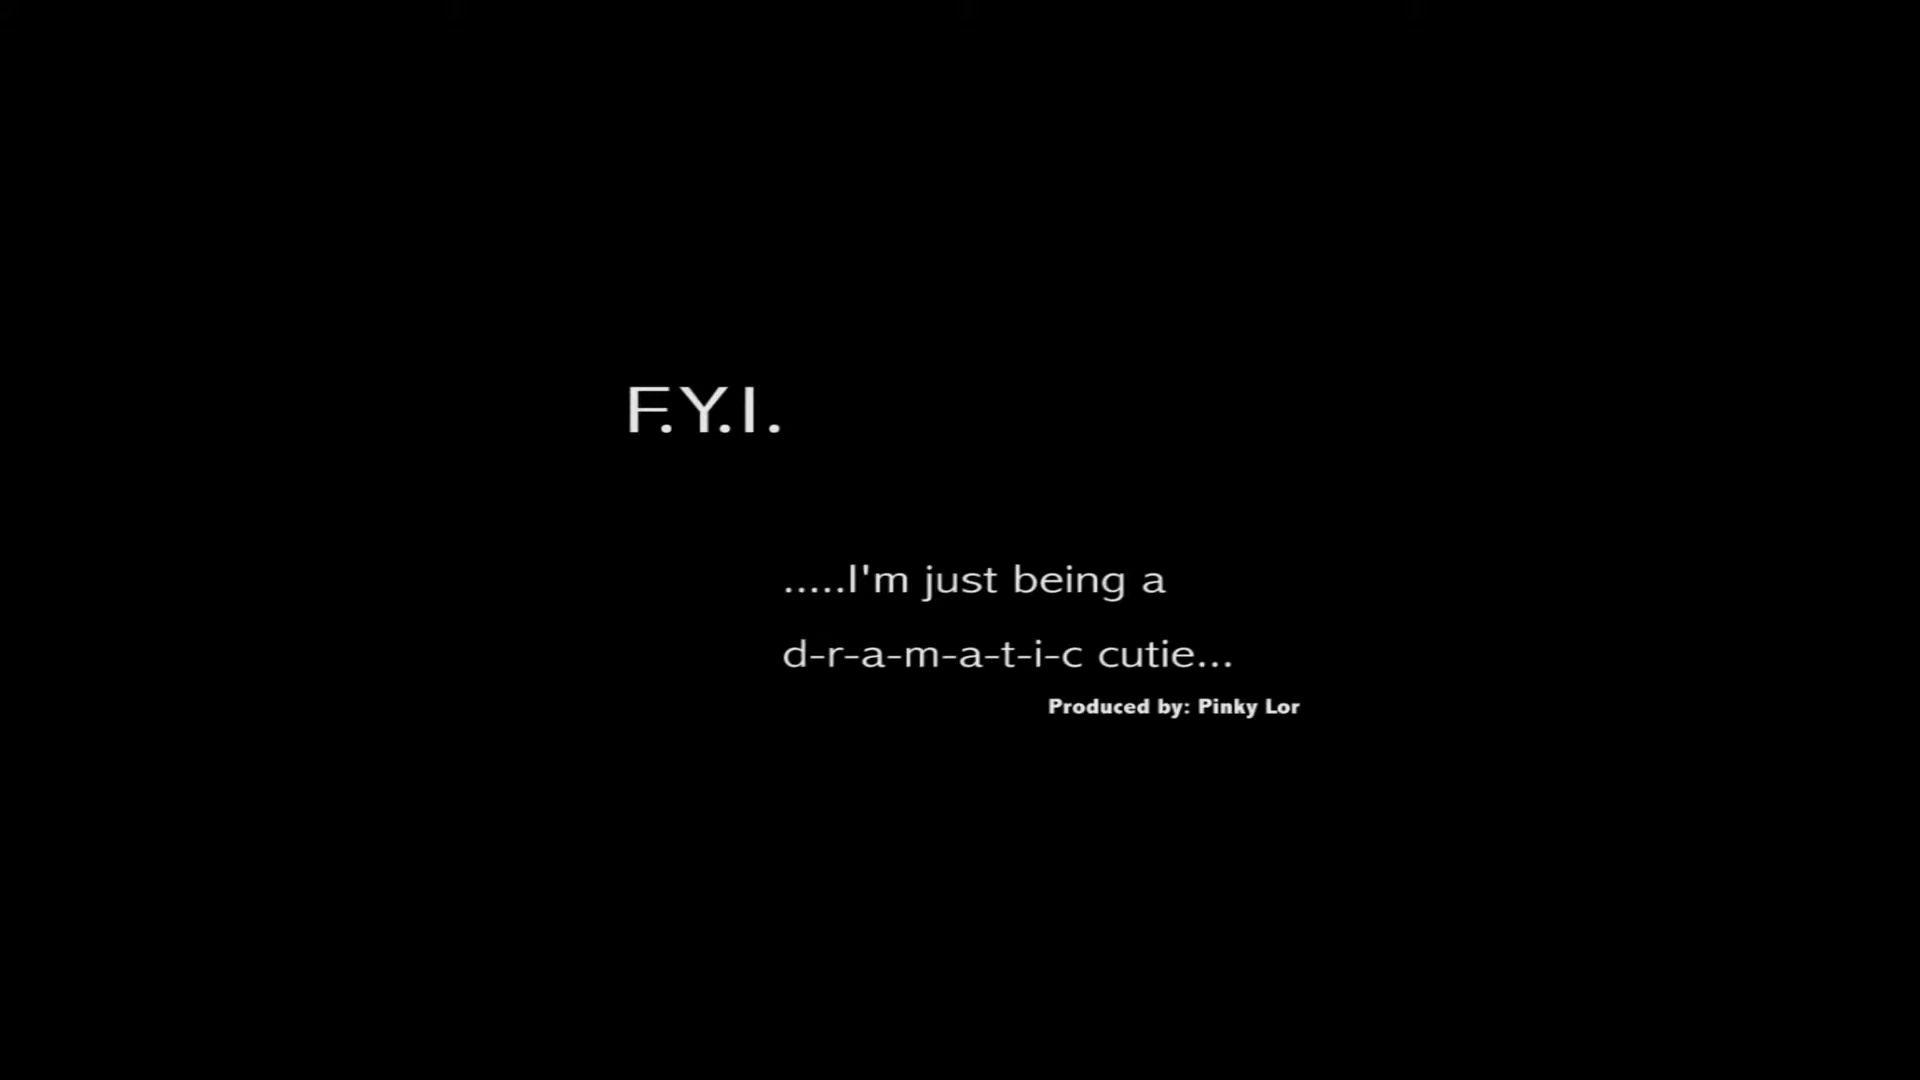 F.Y.I.
.....I'm just being a
d-r-a-m-a-t-i-c cutie...
Produced by: Pinky Lor